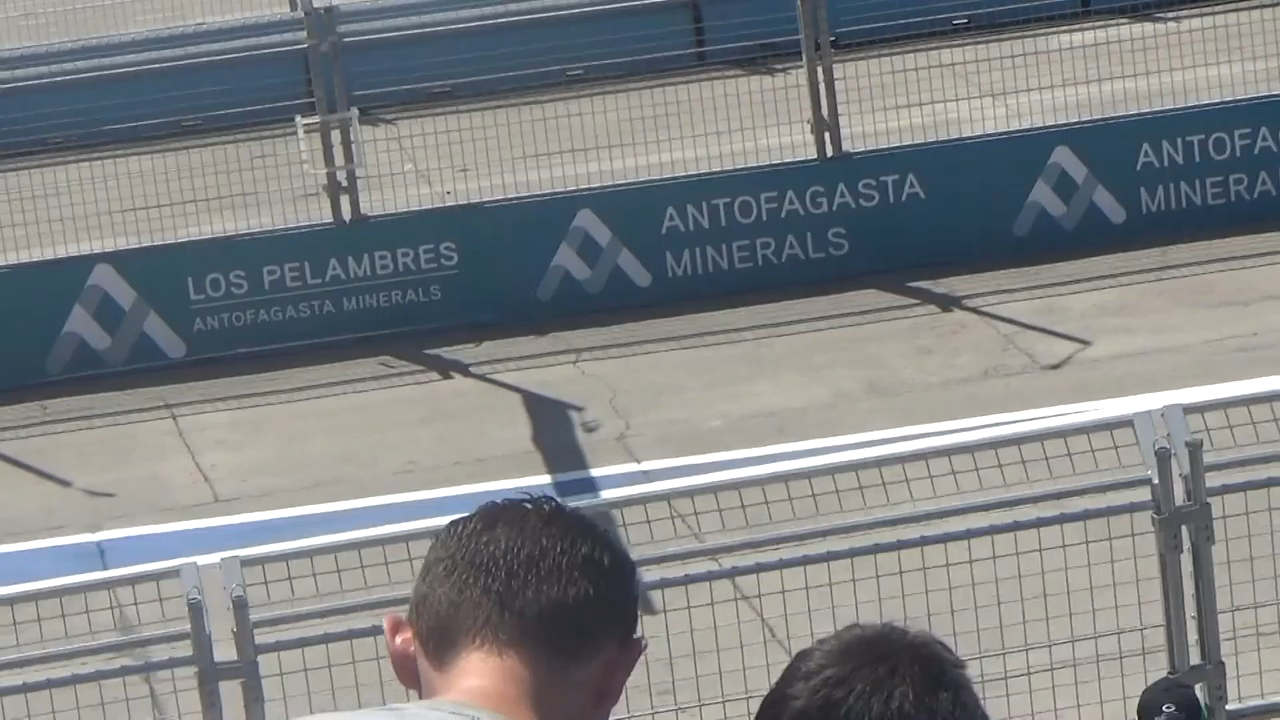 LOS PELAMBRES
ANTOFAGASTA MINERALS
ANTOFAGASTA
MINERALS
ANTOFA
MINERA